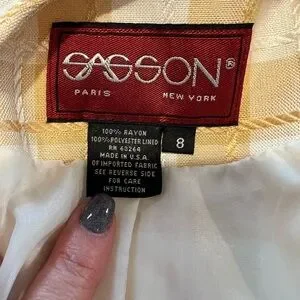 SASSON®
PARIS NEW YORK
100% RAYON
100% POLYESTER LINED
RN 60264
MADE IN U.S.A.
OF IMPORTED FABRIC
SEE REVERSE SIDE
FOR CARE
INSTRUCTION
8